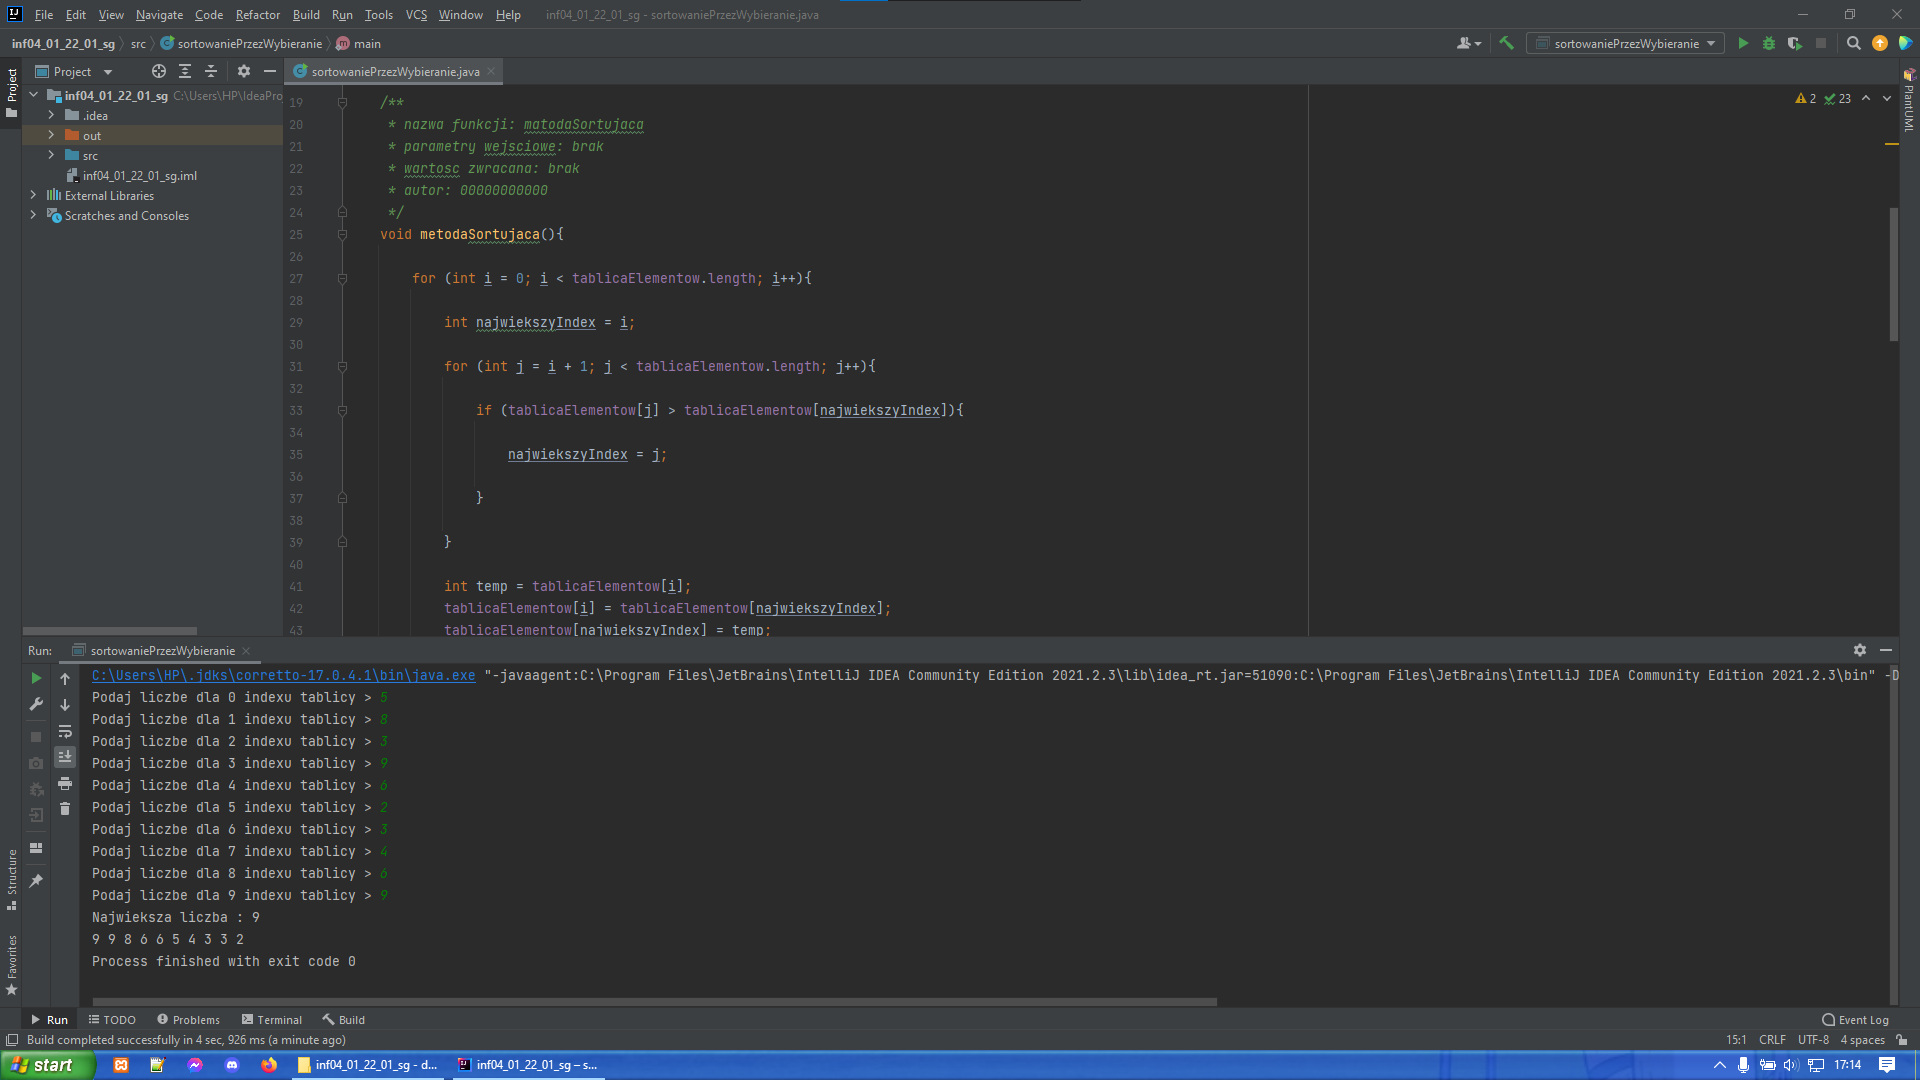 File Edit View Navigate Code Refactor Build Run Tools VCS Window Help inf04_01_22_01_sg - sortowaniePrzezWybieranie.java
inf04_01_22_01_sg src sortowaniePrzezWybieranie main
sortowaniePrzezWybieranie
Project
Project
sortowaniePrzezWybieranie.java
inf04_01_22_01_sg C:\Users\HP\IdeaPro
.idea
out
src
inf04_01_22_01_sg.iml
External Libraries
Scratches and Consoles
2 23
PlantUML
19 /**
20 * nazwa funkcji: matodaSortujaca
21 * parametry wejsciowe: brak
22 * wartosc zwracana: brak
23 * autor: 00000000000
24 */
25 void metodaSortujaca(){
26
27 for (int i = 0; i < tablicaElementow.length; i++){
28
29 int najwiekszyIndex = i;
30
31 for (int j = i + 1; j < tablicaElementow.length; j++){
32
33 if (tablicaElementow[j] > tablicaElementow[najwiekszyIndex]){
34
35 najwiekszyIndex = j;
36
37 }
38
39 }
40
41 int temp = tablicaElementow[i];
42 tablicaElementow[i] = tablicaElementow[najwiekszyIndex];
43 tablicaElementow[najwiekszyIndex] = temp;
Run: sortowaniePrzezWybieranie
C:\Users\HP\.jdks\corretto-17.0.4.1\bin\java.exe "-javaagent:C:\Program Files\JetBrains\IntelliJ IDEA Community Edition 2021.2.3\lib\idea_rt.jar=51090:C:\Program Files\JetBrains\IntelliJ IDEA Community Edition 2021.2.3\bin" -D
Podaj liczbe dla 0 indexu tablicy > 5
Podaj liczbe dla 1 indexu tablicy > 8
Podaj liczbe dla 2 indexu tablicy > 3
Podaj liczbe dla 3 indexu tablicy > 9
Podaj liczbe dla 4 indexu tablicy > 6
Podaj liczbe dla 5 indexu tablicy > 2
Podaj liczbe dla 6 indexu tablicy > 3
Podaj liczbe dla 7 indexu tablicy > 4
Podaj liczbe dla 8 indexu tablicy > 6
Podaj liczbe dla 9 indexu tablicy > 9
Najwieksza liczba : 9
9 9 8 6 6 5 4 3 3 2
Process finished with exit code 0
Structure
Favorites
Run TODO Problems Terminal Build Event Log
Build completed successfully in 4 sec, 926 ms (a minute ago) 15:1 CRLF UTF-8 4 spaces
start inf04_01_22_01_sg - d... inf04_01_22_01_sg – s... 17:14